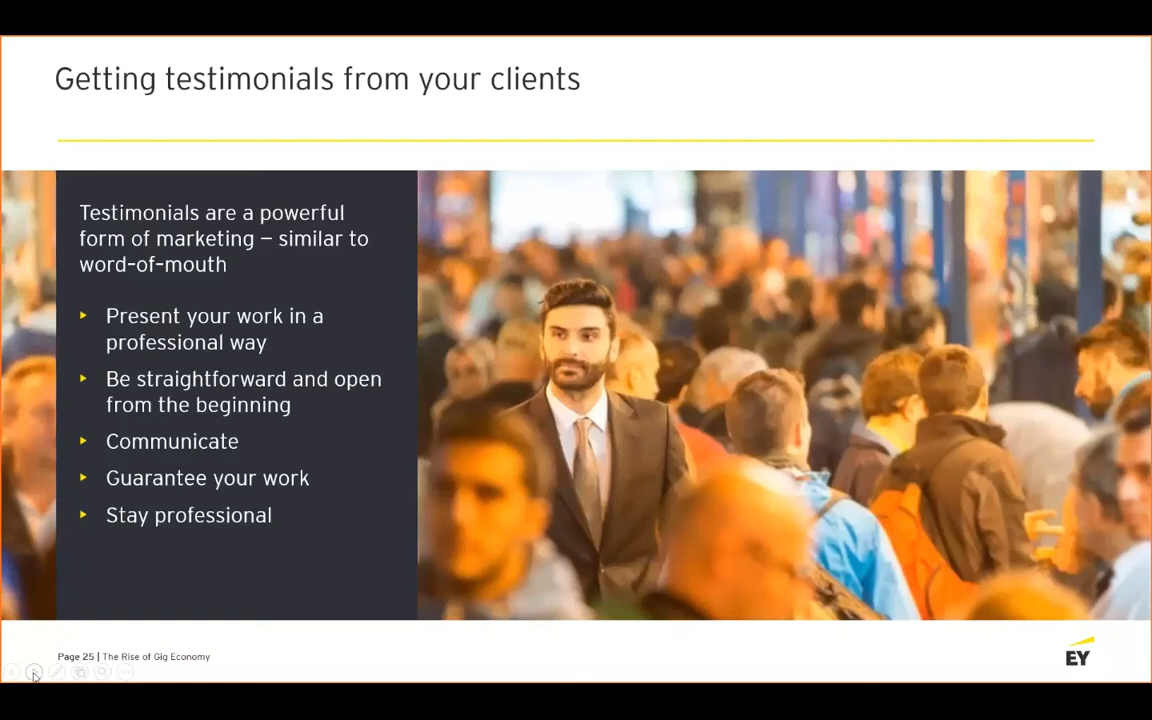 Getting testimonials from your clients
Testimonials are a powerful
form of marketing – similar to
word-of-mouth
Present your work in a
professional way
Be straightforward and open
from the beginning
Communicate
Guarantee your work
Stay professional
Page 25 | The Rise of Gig Economy
EY